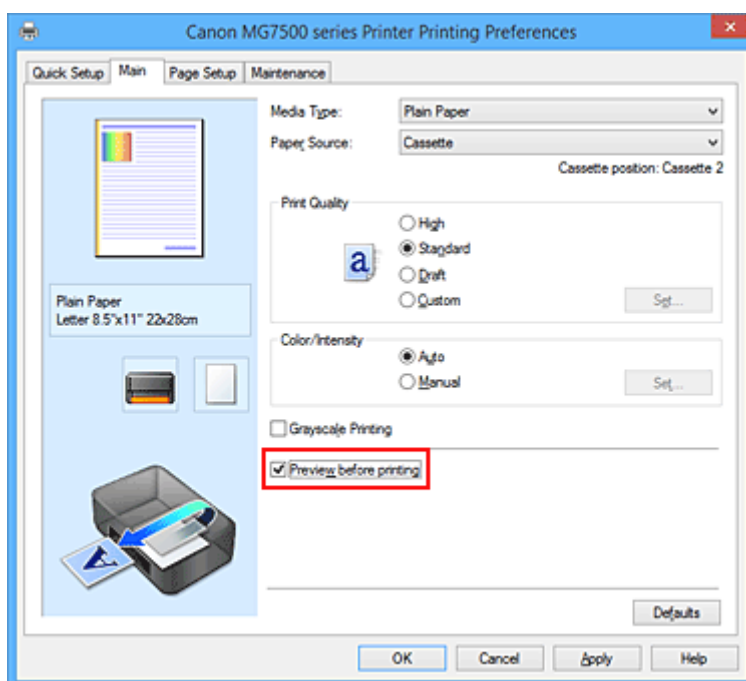 Canon MG7500 series Printer Printing Preferences
Quick Setup Main Page Setup Maintenance
Media Type: Plain Paper
Paper Source: Cassette
Cassette position: Cassette 2
Print Quality
High
Standard
Draft
Custom Set...
Plain Paper
Letter 8.5"x11" 22x28cm
Color/Intensity
Auto
Manual Set...
Grayscale Printing
Preview before printing
Defaults
OK Cancel Apply Help